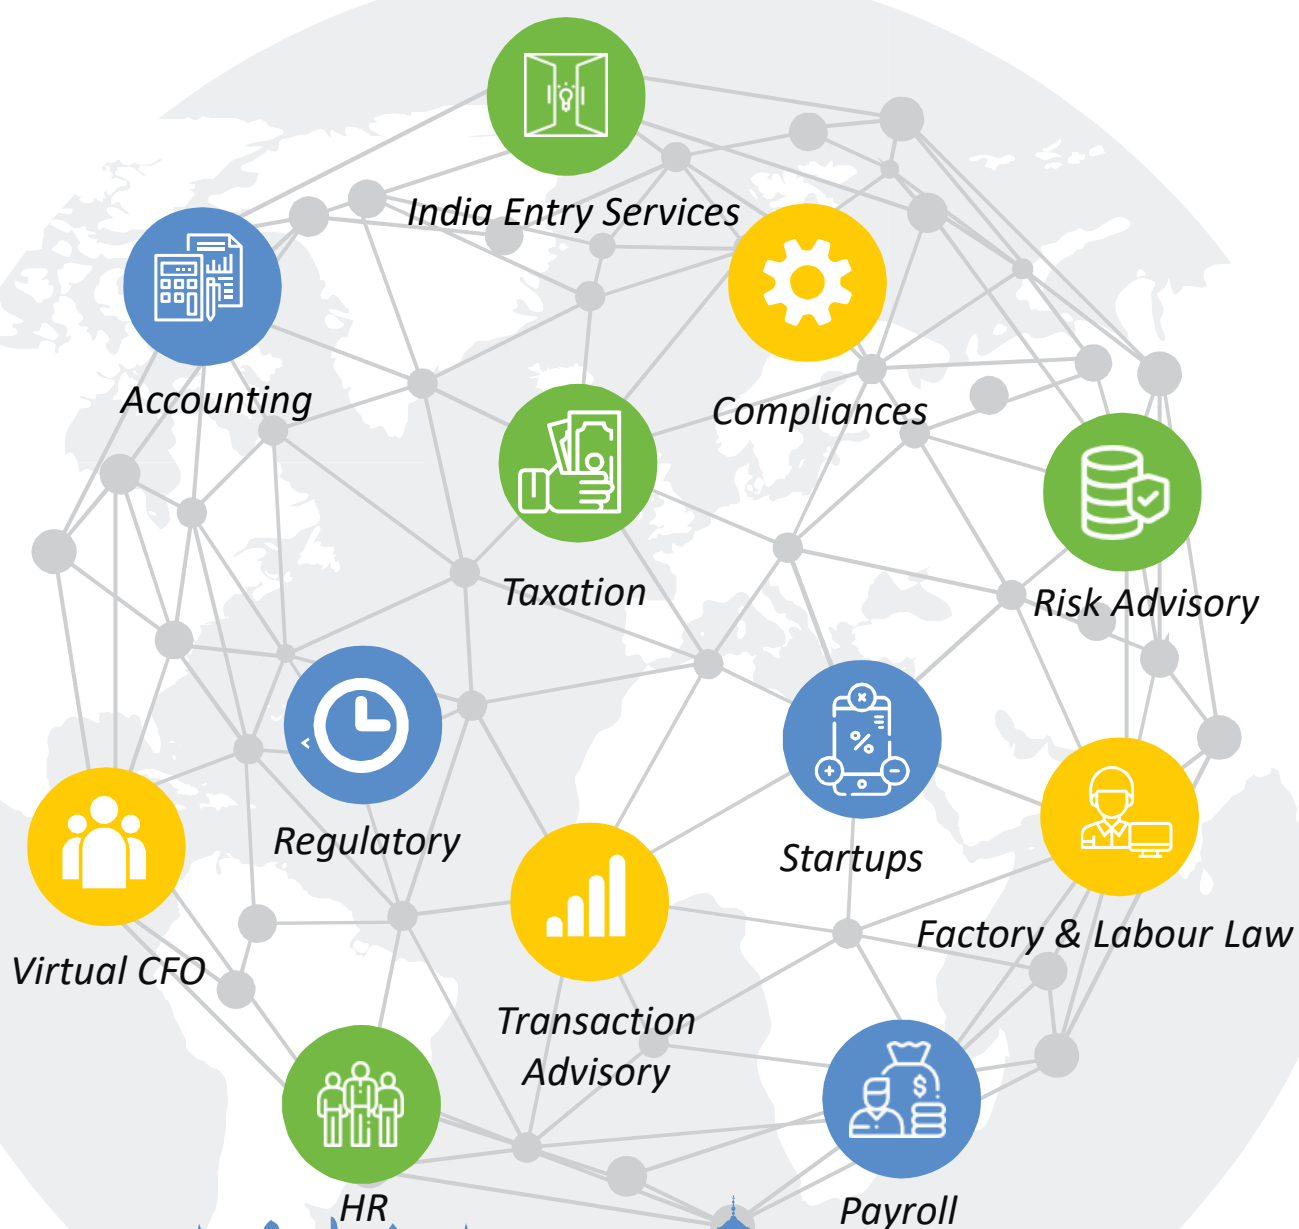 India Entry Services
Accounting
Compliances
Taxation
Risk Advisory
Regulatory
Startups
Factory & Labour Law
Virtual CFO
Transaction
Advisory
HR
Payroll